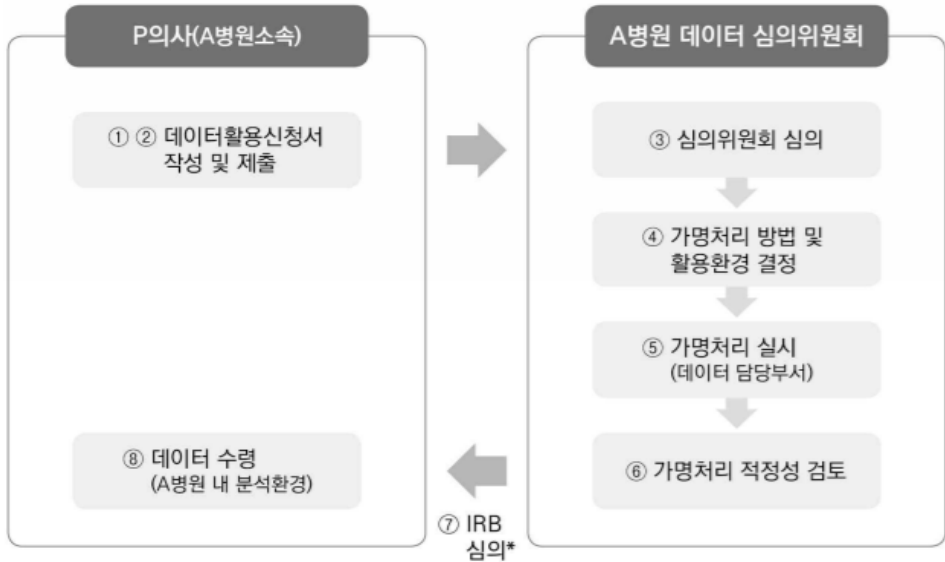 P의사(A병원소속)
① ② 데이터활용신청서
작성 및 제출
⑧ 데이터 수령
(A병원 내 분석환경)
⑦ IRB
심의*
A병원 데이터 심의위원회
③ 심의위원회 심의
④ 가명처리 방법 및
활용환경 결정
⑤ 가명처리 실시
(데이터 담당부서)
⑥ 가명처리 적정성 검토